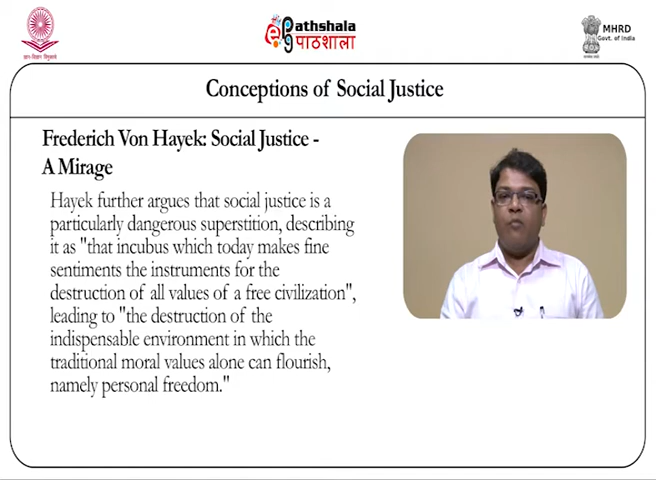 ePathshala
पाठशाला
MHRD
Govt. of India
Conceptions of Social Justice
Frederich Von Hayek: Social Justice -
A Mirage
Hayek further argues that social justice is a
particularly dangerous superstition, describing
it as "that incubus which today makes fine
sentiments the instruments for the
destruction of all values of a free civilization",
leading to "the destruction of the
indispensable environment in which the
traditional moral values alone can flourish,
namely personal freedom."